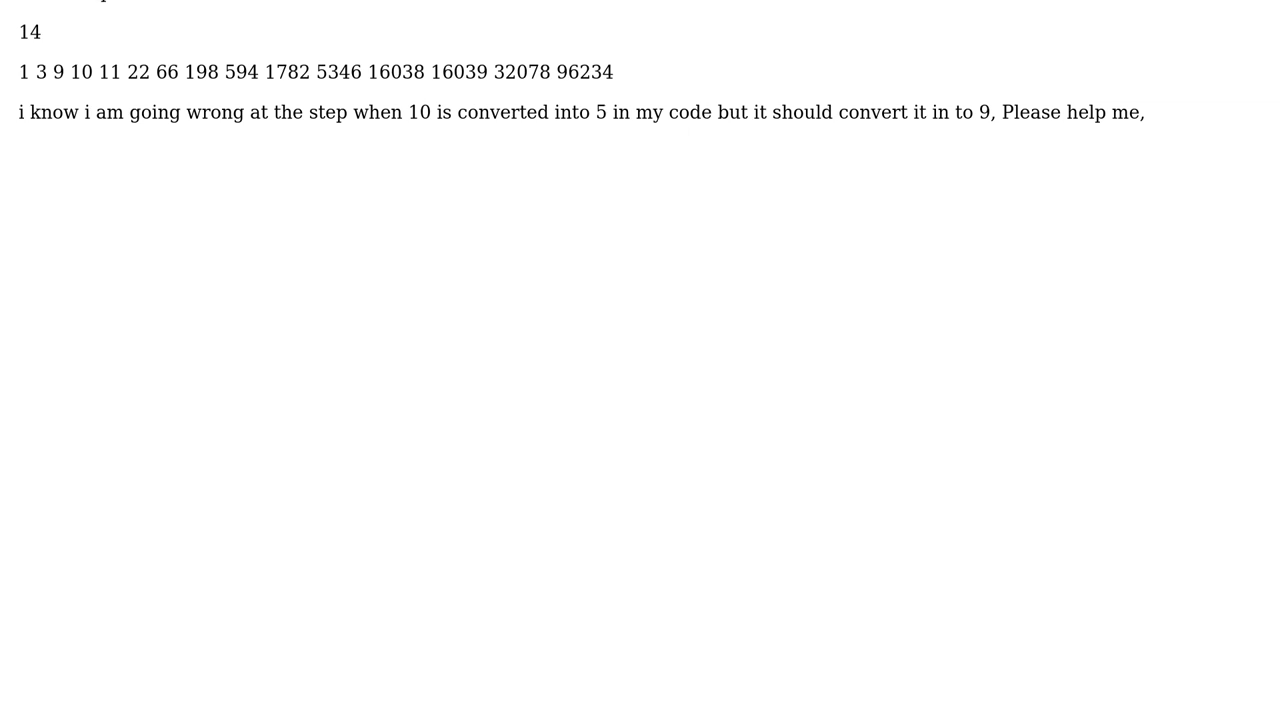 14
1 3 9 10 11 22 66 198 594 1782 5346 16038 16039 32078 96234
i know i am going wrong at the step when 10 is converted into 5 in my code but it should convert it in to 9, Please help me,